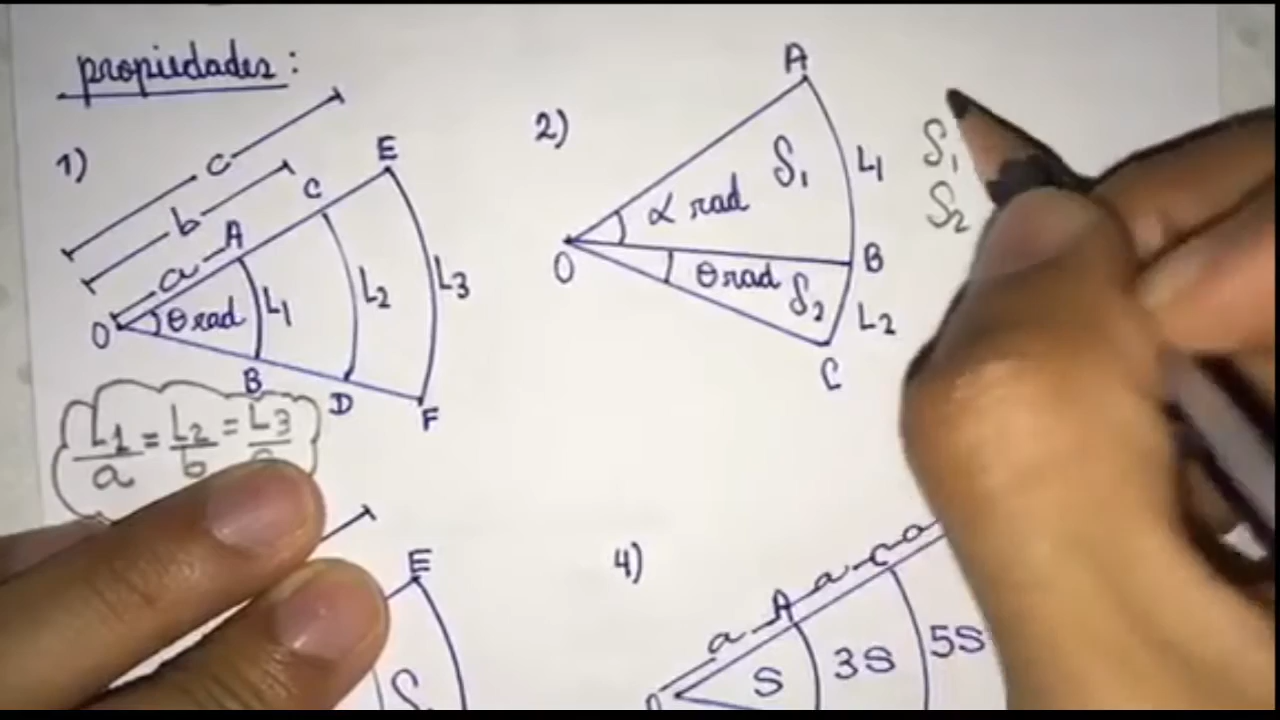 propiedades:
1)
c
b
a
A
C
E
O
θ rad
L1
L2
L3
B
D
F
L1/a = L2/b = L3/
2)
A
α rad
S1
L1
O
θ rad
S2
B
L2
C
S1
S2
E
S
4)
a
A
a
C
a
S
3S
5S